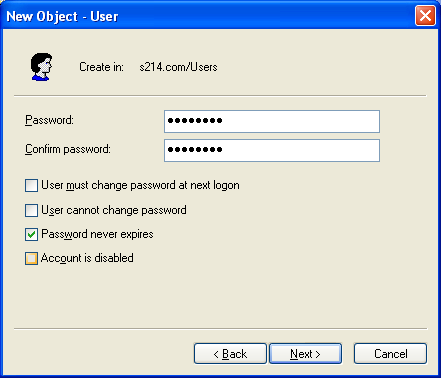 New Object - User
Create in: s214.com/Users
Password: ●●●●●●●●
Confirm password: ●●●●●●●●
User must change password at next logon
User cannot change password
Password never expires
Account is disabled
< Back Next > Cancel